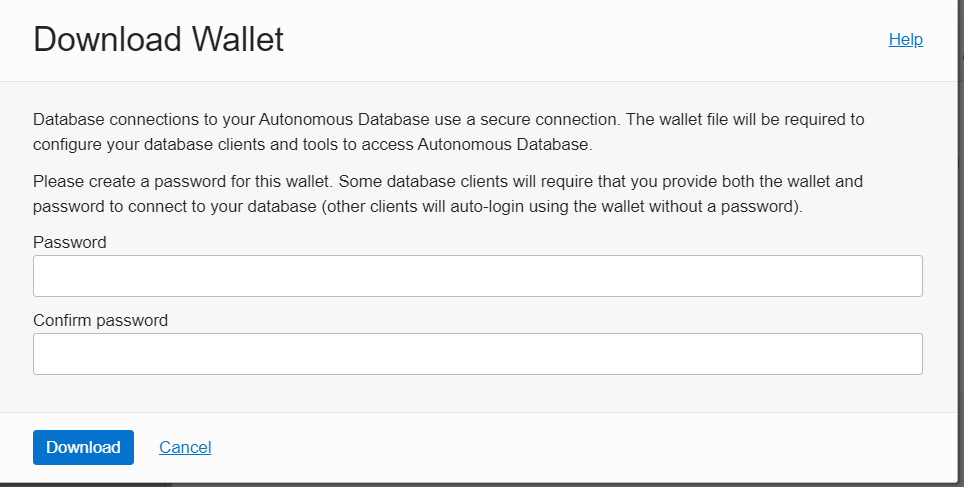 Download Wallet
Help
Database connections to your Autonomous Database use a secure connection. The wallet file will be required to
configure your database clients and tools to access Autonomous Database.
Please create a password for this wallet. Some database clients will require that you provide both the wallet and
password to connect to your database (other clients will auto-login using the wallet without a password).
Password
Confirm password
Download
Cancel